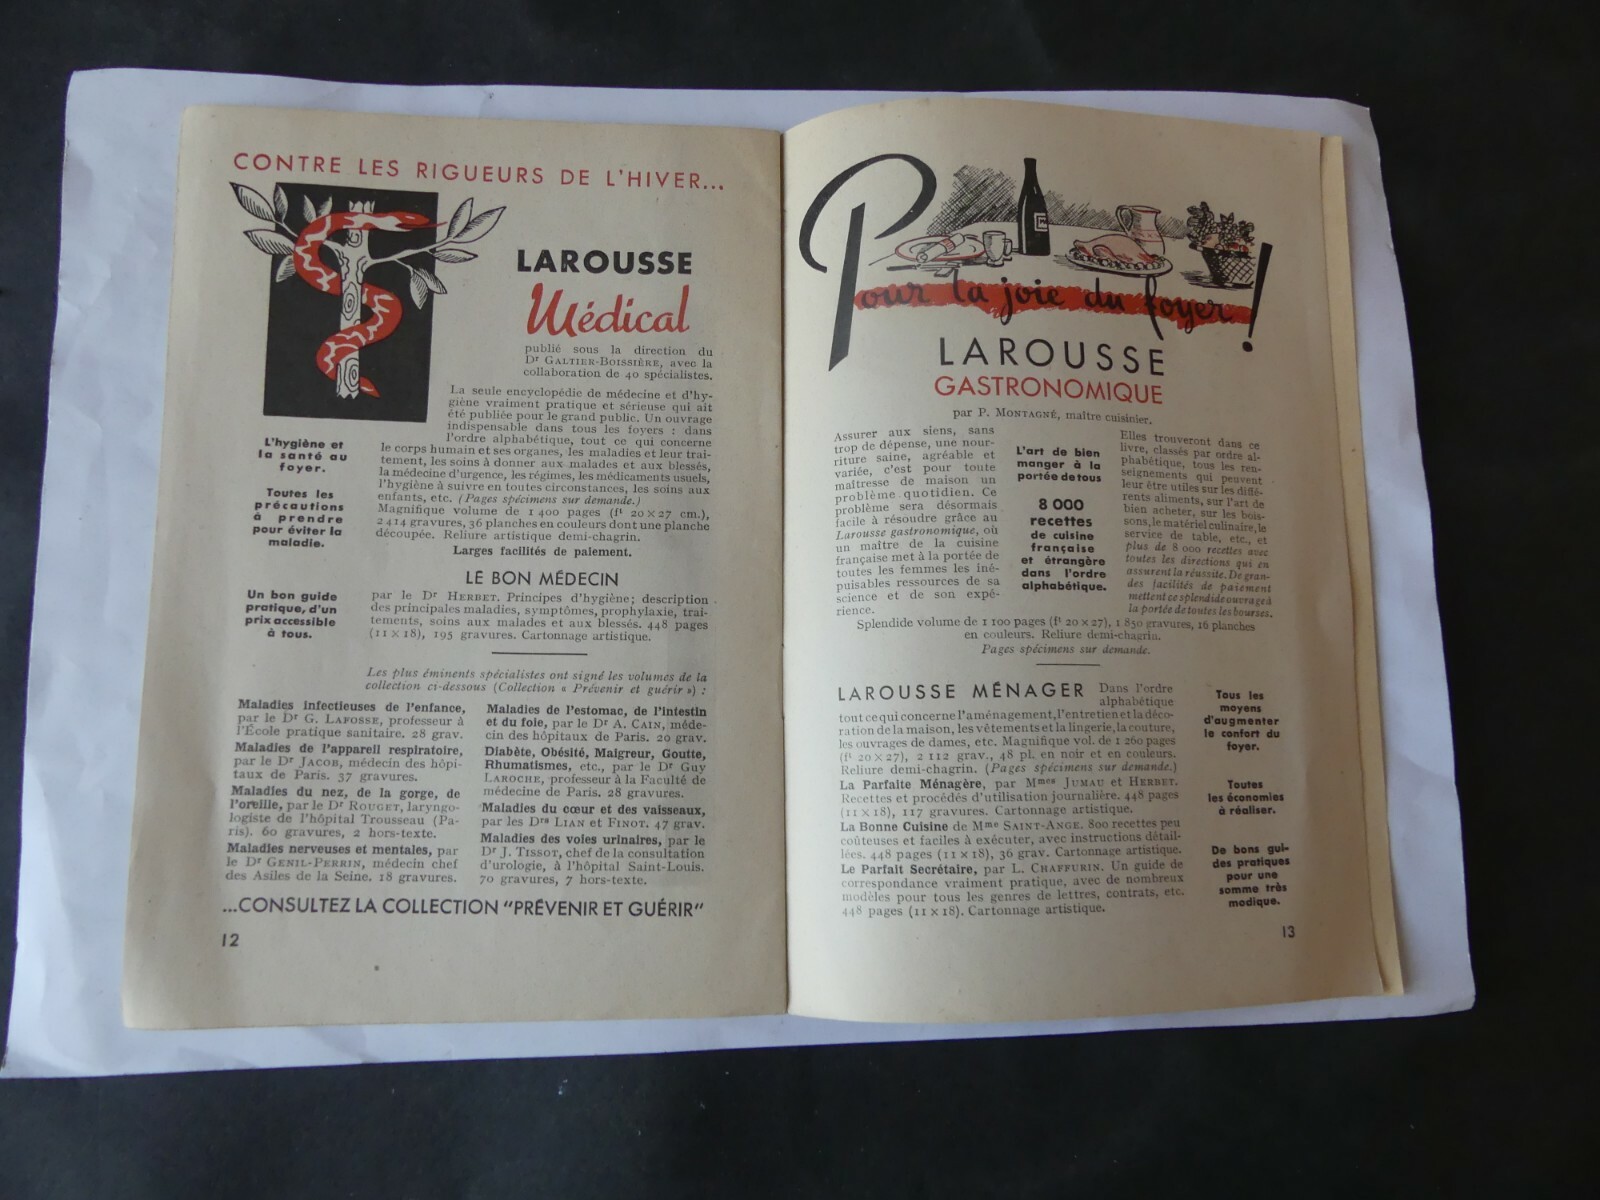 CONTRE LES RIGUEURS DE L'HIVER...
LAROUSSE
Médical
publié sous la direction du
Dr GALTIER-BOISSIÈRE, avec la
collaboration de 40 spécialistes.
La seule encyclopédie de médecine et d'hy-
giène vraiment pratique et sérieuse qui ait
été publiée pour le grand public. Un ouvrage
indispensable dans tous les foyers : dans
l'ordre alphabétique, tout ce qui concerne
le corps humain et ses organes, les maladies et leur trai-
tement, les soins à donner aux malades et aux blessés,
la médecine d'urgence, les régimes, les médicaments usuels,
l'hygiène à suivre en toutes circonstances, les soins aux
enfants, etc. (Pages spécimens sur demande.)
Magnifique volume de 1 400 pages (ft 20×27 cm.),
2 414 gravures, 36 planches en couleurs dont une planche
découpée. Reliure artistique demi-chagrin.
Larges facilités de paiement.
L'hygiène et
la santé au
foyer.
Toutes les
précautions
à prendre
pour éviter la
maladie.
LE BON MÉDECIN
par le Dr HERBET. Principes d'hygiène; description
des principales maladies, symptômes, prophylaxie, trai-
tements, soins aux malades et aux blessés. 448 pages
(11×18), 195 gravures. Cartonnage artistique.
Un bon guide
pratique, d'un
prix accessible
à tous.
Les plus éminents spécialistes ont signé les volumes de la
collection ci-dessous (Collection « Prévenir et guérir ») :
Maladies infectieuses de l'enfance,
par le Dr G. LAFOSSE, professeur à
l'École pratique sanitaire. 28 grav.
Maladies de l'appareil respiratoire,
par le Dr JACOB, médecin des hôpi-
taux de Paris. 37 gravures.
Maladies du nez, de la gorge, de
l'oreille, par le Dr ROUGET, laryngo-
logiste de l'hôpital Trousseau (Pa-
ris). 60 gravures, 2 hors-texte.
Maladies nerveuses et mentales, par
le Dr GENIL-PERRIN, médecin chef
des Asiles de la Seine. 18 gravures.
Maladies de l'estomac, de l'intestin
et du foie, par le Dr A. CAIN, méde-
cin des hôpitaux de Paris. 20 grav.
Diabète, Obésité, Maigreur, Goutte,
Rhumatismes, etc., par le Dr Guy
LAROCHE, professeur à la Faculté de
médecine de Paris. 28 gravures.
Maladies du cœur et des vaisseaux,
par les Drs LIAN et FINOT. 47 grav.
Maladies des voies urinaires, par le
Dr J. TISSOT, chef de la consultation
d'urologie, à l'hôpital Saint-Louis.
70 gravures, 7 hors-texte.
...CONSULTEZ LA COLLECTION "PRÉVENIR ET GUÉRIR"
12
Pour la joie du foyer!
LAROUSSE
GASTRONOMIQUE
par P. MONTAGNÉ, maître cuisinier.
Assurer aux siens, sans
trop de dépense, une nour-
riture saine, agréable et
variée, c'est pour toute
maîtresse de maison un
problème quotidien. Ce
problème sera désormais
facile à résoudre grâce au
Larousse gastronomique, où
un maître de la cuisine
française met à la portée de
toutes les femmes les iné-
puisables ressources de sa
science et de son expé-
rience.
L'art de bien
manger à la
portée de tous
8 000
recettes
de cuisine
française
et étrangère
dans l'ordre
alphabétique.
Elles trouveront dans ce
livre, classés par ordre al-
phabétique, tous les ren-
seignements qui peuvent
leur être utiles sur les diffé-
rents aliments, sur l'art de
bien acheter, sur les bois-
sons, le matériel culinaire, le
service de table, etc., et
plus de 8 000 recettes avec
toutes les directions qui en
assurent la réussite. De gran-
des facilités de paiement
mettent ce splendide ouvrage à
la portée de toutes les bourses.
Splendide volume de 1 100 pages (ft 20×27), 1 850 gravures, 16 planches
en couleurs. Reliure demi-chagrin.
Pages spécimens sur demande.
LAROUSSE MÉNAGER Dans l'ordre
alphabétique
tout ce qui concerne l'aménagement, l'entretien et la déco-
ration de la maison, les vêtements et la lingerie, la couture,
les ouvrages de dames, etc. Magnifique vol. de 1 260 pages
(ft 20×27), 2 112 grav., 48 pl. en noir et en couleurs.
Reliure demi-chagrin. (Pages spécimens sur demande.)
La Parfaite Ménagère, par Mmes JUMAU et HERBET.
Recettes et procédés d'utilisation journalière. 448 pages
(11×18), 117 gravures. Cartonnage artistique.
La Bonne Cuisine de Mme SAINT-ANGE. 800 recettes peu
coûteuses et faciles à exécuter, avec instructions détail-
lées. 448 pages (11×18), 36 grav. Cartonnage artistique.
Le Parfait Secrétaire, par L. CHAFFURIN. Un guide de
correspondance vraiment pratique, avec de nombreux
modèles pour tous les genres de lettres, contrats, etc.
448 pages (11×18). Cartonnage artistique.
Tous les
moyens
d'augmenter
le confort du
foyer.
Toutes
les économies
à réaliser.
De bons gui-
des pratiques
pour une
somme très
modique.
13